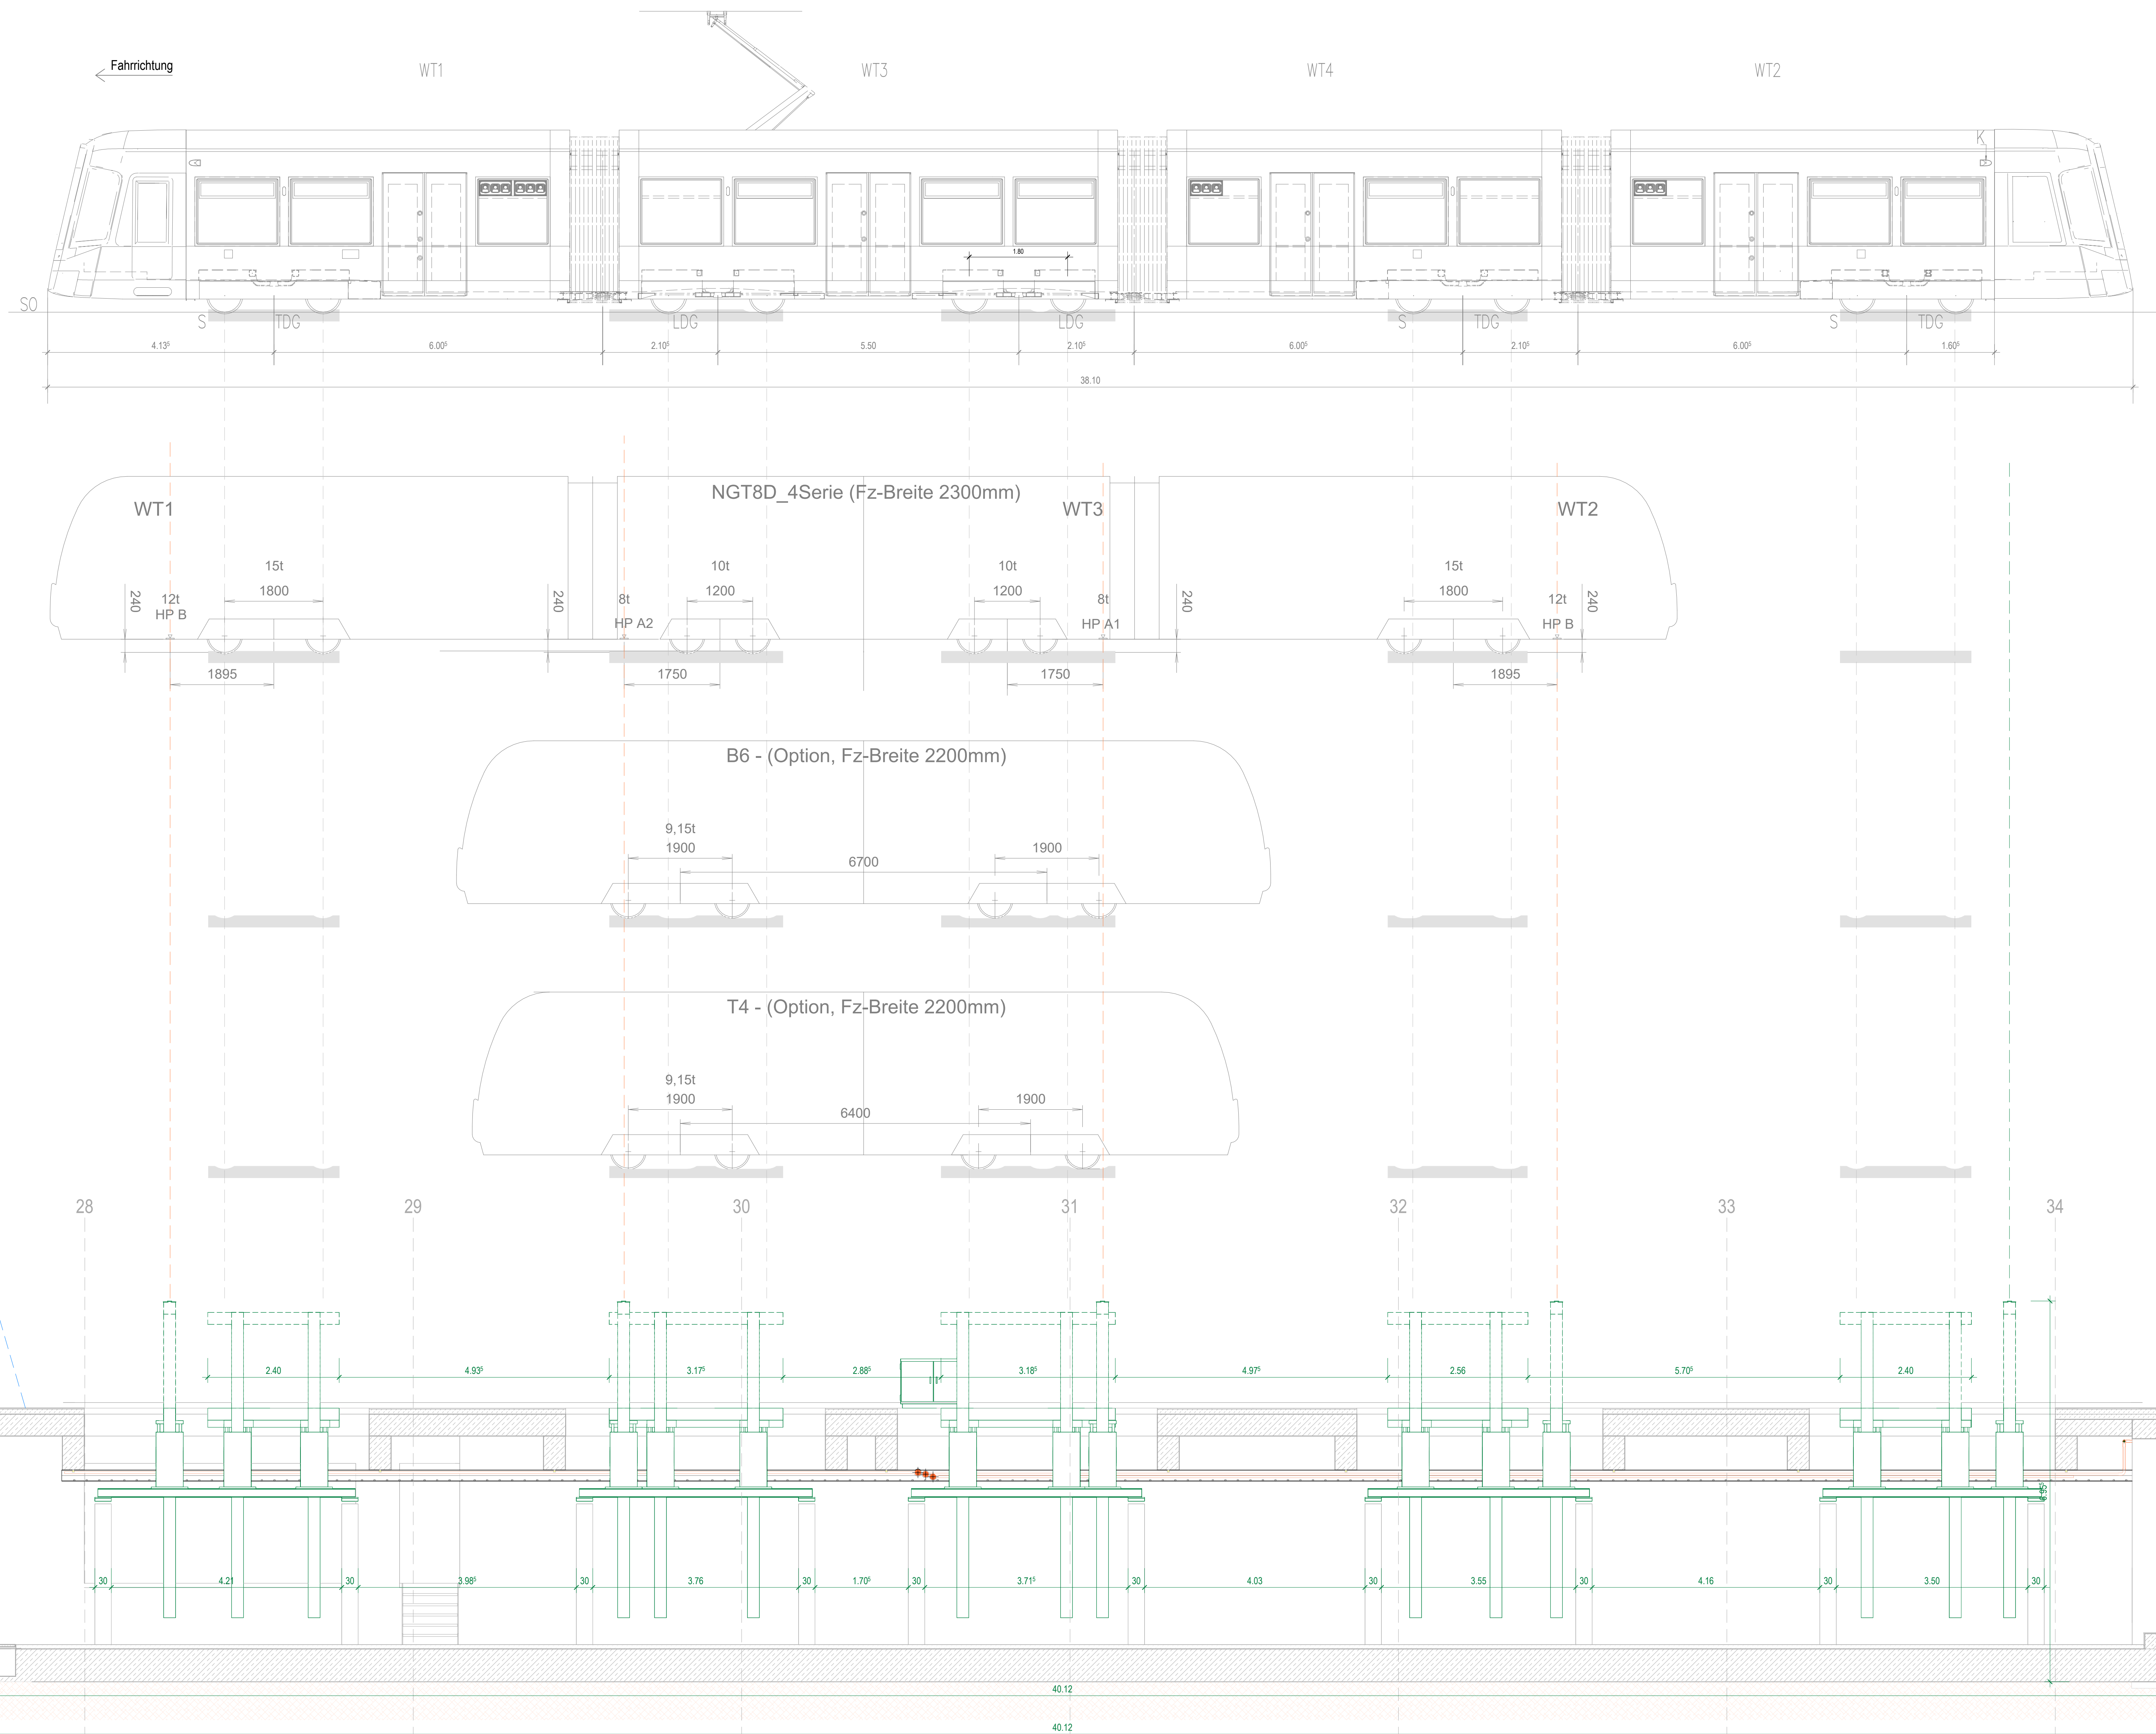 Fahrrichtung
WT1
WT3
WT4
WT2
K
1.80
SO
S
TDG
LDG
LDG
S
TDG
S
TDG
4.13⁵
6.00⁵
2.10⁵
5.50
2.10⁵
6.00⁵
2.10⁵
6.00⁵
1.60⁵
38.10
NGT8D_4Serie (Fz-Breite 2300mm)
WT1
WT3
WT2
15t
10t
10t
15t
240
12t
HP B
1800
240
8t
HP A2
1200
1200
8t
HP A1
240
1800
12t
HP B
240
1895
1750
1750
1895
B6 - (Option, Fz-Breite 2200mm)
9,15t
1900
6700
1900
T4 - (Option, Fz-Breite 2200mm)
9,15t
1900
6400
1900
28
29
30
31
32
33
34
2.40
4.93⁵
3.17⁵
2.88⁵
3.18⁵
4.97⁵
2.56
5.70⁵
2.40
6.95⁵
30
4.21
30
3.98⁵
30
3.76
30
1.70⁵
30
3.71⁵
30
4.03
30
3.55
30
4.16
30
3.50
30
40.12
40.12